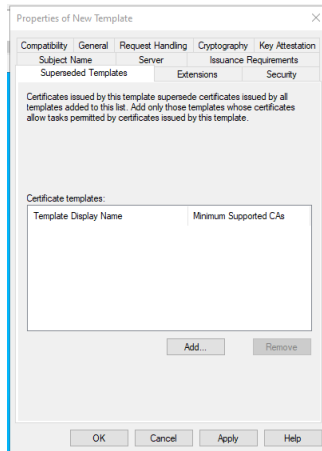 Properties of New Template
Compatibility General Request Handling Cryptography Key Attestation
Subject Name Server Issuance Requirements
Superseded Templates Extensions Security
Certificates issued by this template supersede certificates issued by all
templates added to this list. Add only those templates whose certificates
allow tasks permitted by certificates issued by this template.
Certificate templates:
Template Display Name Minimum Supported CAs
Add... Remove
OK Cancel Apply Help